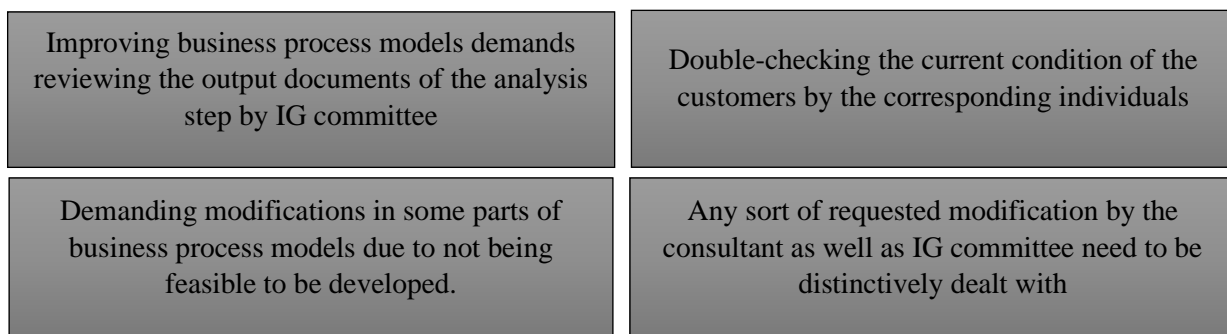 Improving business process models demands
reviewing the output documents of the analysis
step by IG committee
Double-checking the current condition of the
customers by the corresponding individuals
Demanding modifications in some parts of
business process models due to not being
feasible to be developed.
Any sort of requested modification by the
consultant as well as IG committee need to be
distinctively dealt with